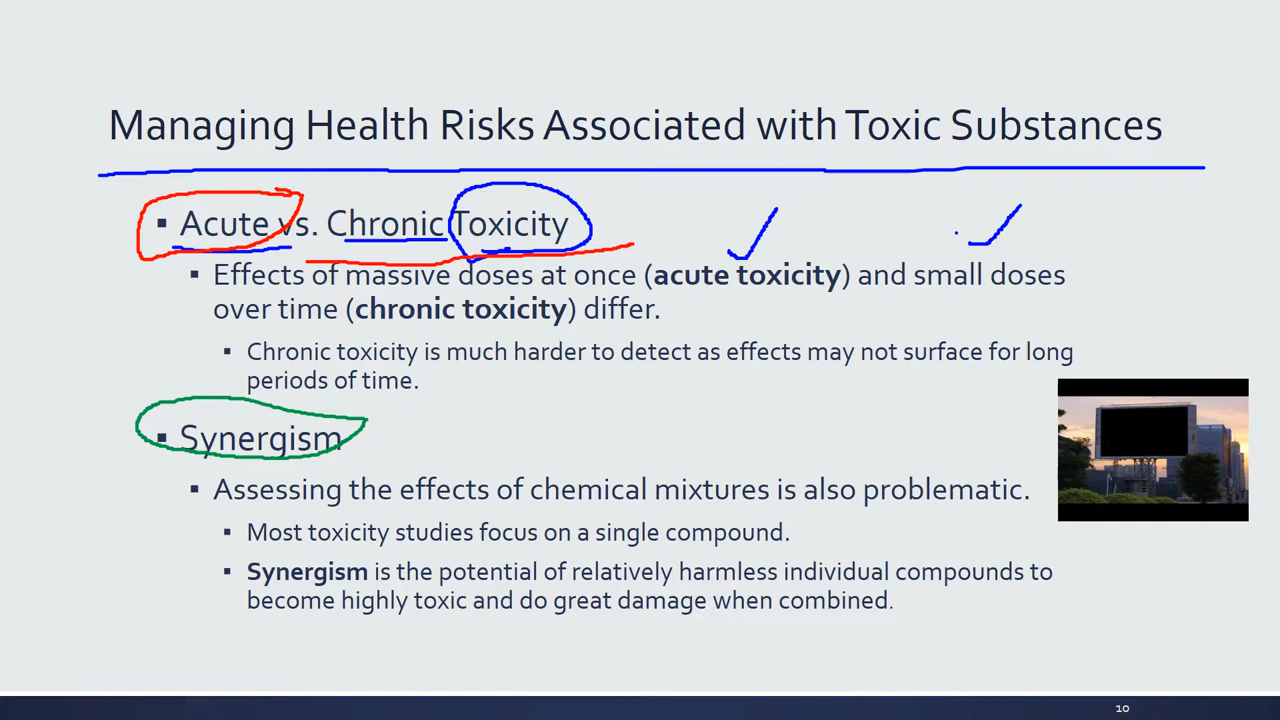 Managing Health Risks Associated with Toxic Substances
▪ Acute vs. Chronic Toxicity
▪ Effects of massive doses at once (acute toxicity) and small doses
over time (chronic toxicity) differ.
▪ Chronic toxicity is much harder to detect as effects may not surface for long
periods of time.
▪ Synergism
▪ Assessing the effects of chemical mixtures is also problematic.
▪ Most toxicity studies focus on a single compound.
▪ Synergism is the potential of relatively harmless individual compounds to
become highly toxic and do great damage when combined.
10